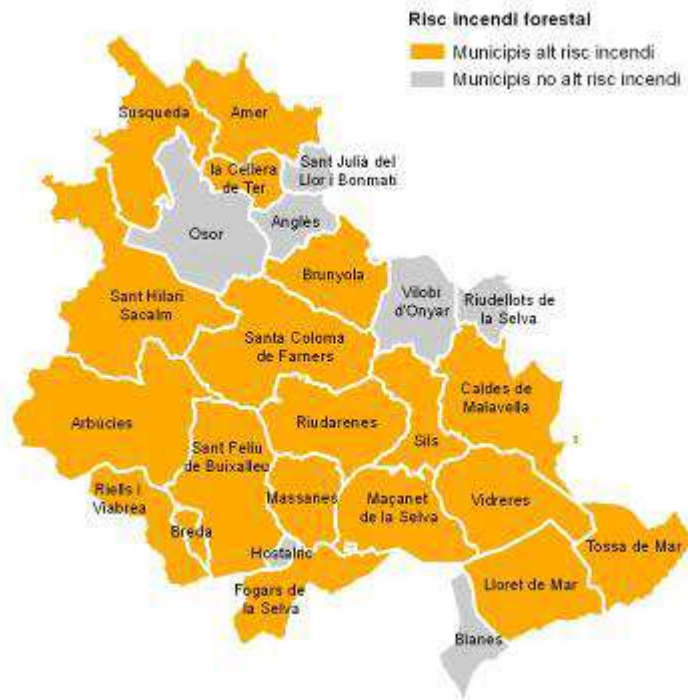 Risc incendi forestal
Municipis alt risc incendi
Municipis no alt risc incendi
Susqueda
Amer
la Cellera
de Ter
Sant Julià del
Llor i Bonmatí
Osor
Anglès
Brunyola
Vilobí
d'Onyar
Riudellots de
la Selva
Sant Hilari
Sacalm
Santa Coloma
de Farners
Caldes de
Malavella
Arbúcies
Riudarenes
Sils
Sant Feliu
de Buixalleu
Riells i
Viabrea
Massanes
Maçanet
de la Selva
Vidreres
Breda
Hostalric
Tossa de Mar
Fogars de
la Selva
Lloret de Mar
Blanes